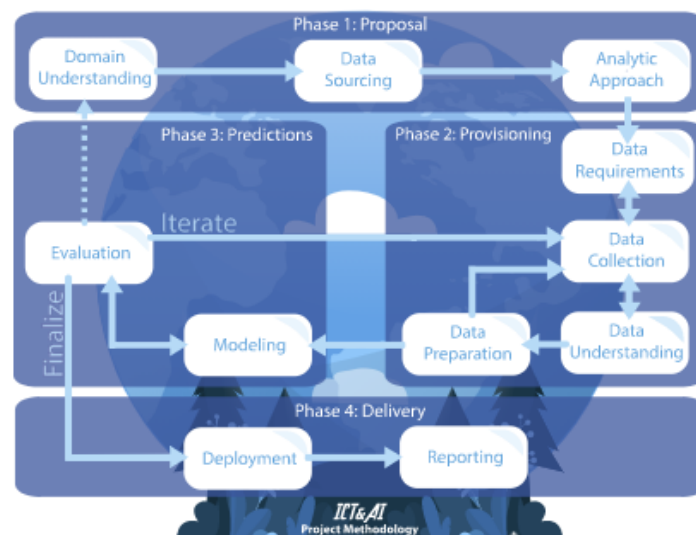 Phase 1: Proposal
Domain
Understanding
Data
Sourcing
Analytic
Approach
Phase 3: Predictions
Phase 2: Provisioning
Data
Requirements
Evaluation
Iterate
Data
Collection
Finalize
Modeling
Data
Preparation
Data
Understanding
Phase 4: Delivery
Deployment
Reporting
ICT&AI
Project Methodology